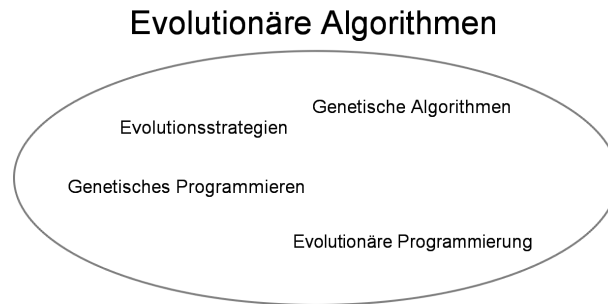 Evolutionäre Algorithmen
Genetische Algorithmen
Evolutionsstrategien
Genetisches Programmieren
Evolutionäre Programmierung